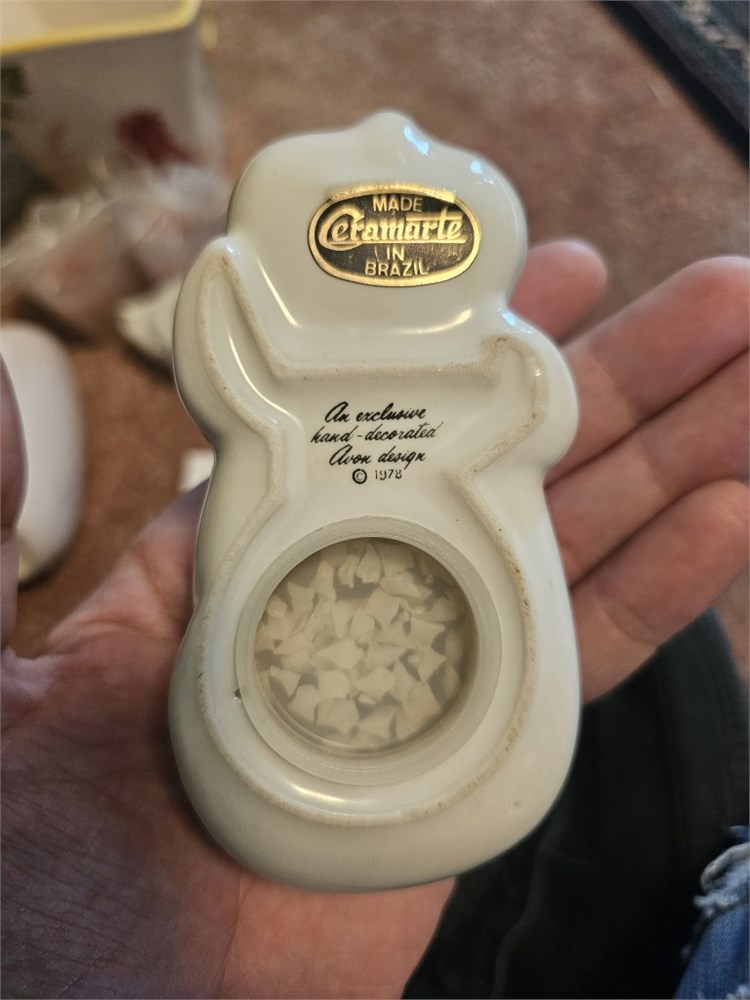 MADE
Ceramarte
IN
BRAZIL
An exclusive
hand-decorated
Avon design
© 1978